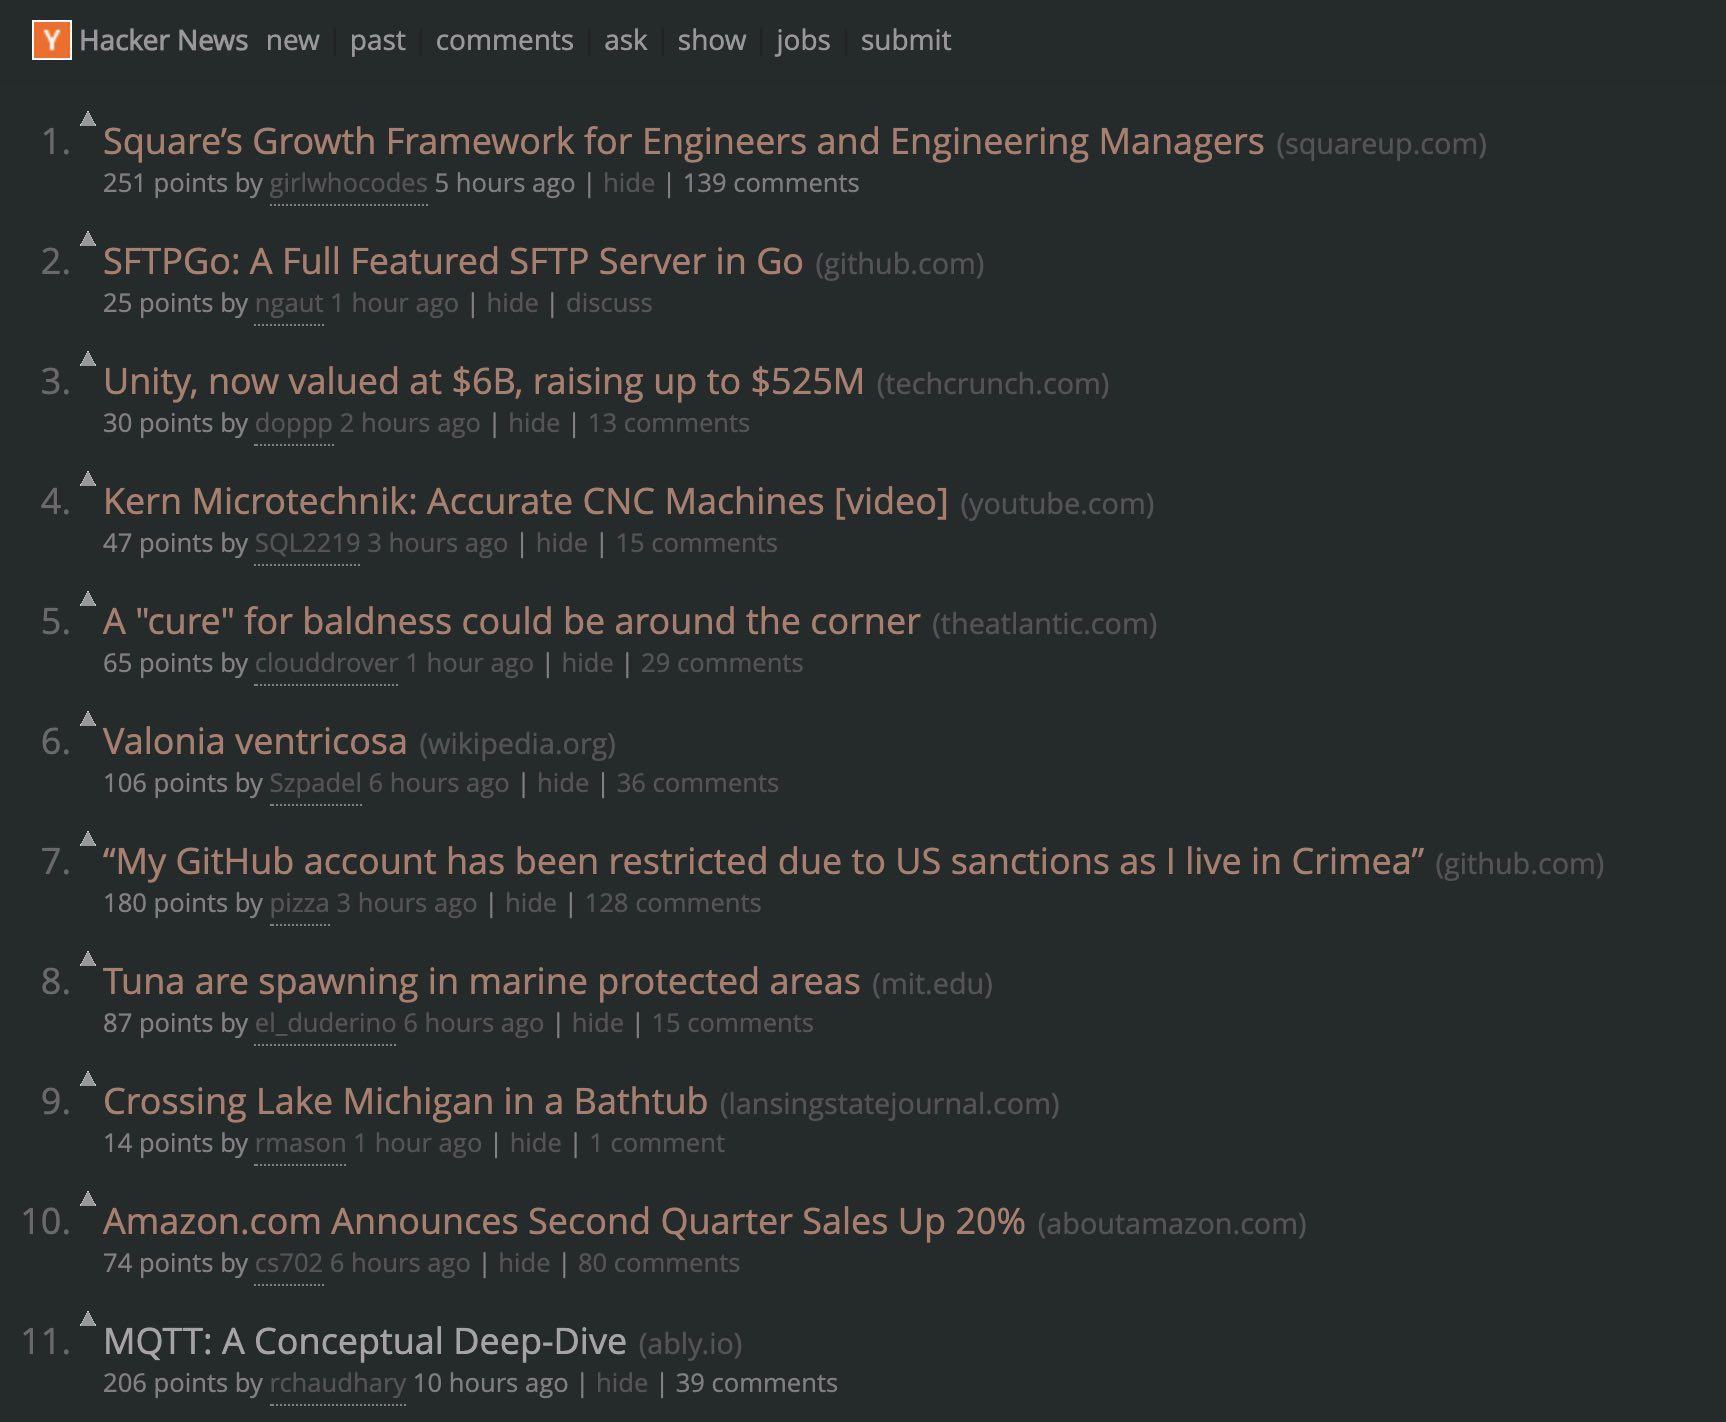 Y Hacker News new | past | comments | ask | show | jobs | submit
1. Square’s Growth Framework for Engineers and Engineering Managers (squareup.com)
251 points by girlwhocodes 5 hours ago | hide | 139 comments
2. SFTPGo: A Full Featured SFTP Server in Go (github.com)
25 points by ngaut 1 hour ago | hide | discuss
3. Unity, now valued at $6B, raising up to $525M (techcrunch.com)
30 points by doppp 2 hours ago | hide | 13 comments
4. Kern Microtechnik: Accurate CNC Machines [video] (youtube.com)
47 points by SQL2219 3 hours ago | hide | 15 comments
5. A "cure" for baldness could be around the corner (theatlantic.com)
65 points by clouddrover 1 hour ago | hide | 29 comments
6. Valonia ventricosa (wikipedia.org)
106 points by Szpadel 6 hours ago | hide | 36 comments
7. “My GitHub account has been restricted due to US sanctions as I live in Crimea” (github.com)
180 points by pizza 3 hours ago | hide | 128 comments
8. Tuna are spawning in marine protected areas (mit.edu)
87 points by el_duderino 6 hours ago | hide | 15 comments
9. Crossing Lake Michigan in a Bathtub (lansingstatejournal.com)
14 points by rmason 1 hour ago | hide | 1 comment
10. Amazon.com Announces Second Quarter Sales Up 20% (aboutamazon.com)
74 points by cs702 6 hours ago | hide | 80 comments
11. MQTT: A Conceptual Deep-Dive (ably.io)
206 points by rchaudhary 10 hours ago | hide | 39 comments